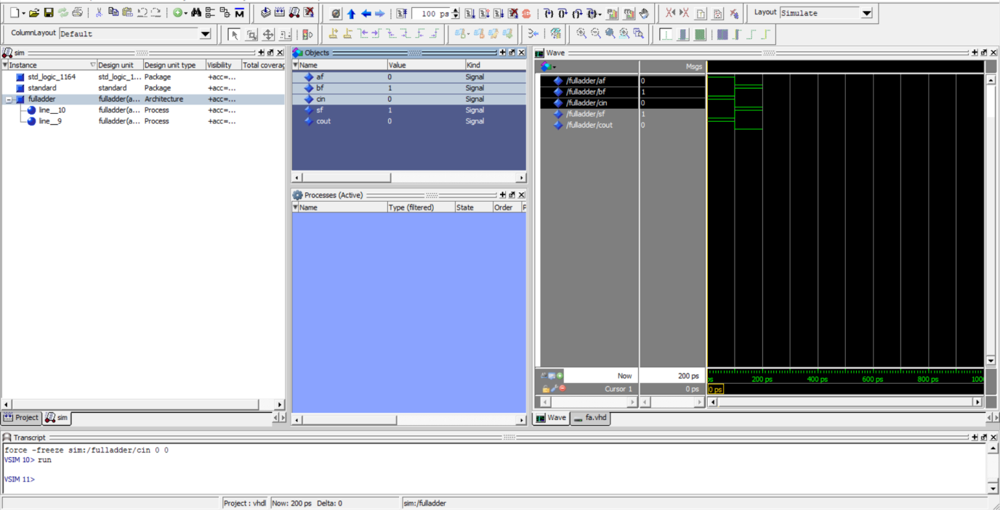 100 ps
Layout Simulate
ColumnLayout Default
sim
Instance Design unit Design unit type Visibility Total coverag
std_logic_1164 std_logic_1... Package +acc=...
standard standard Package +acc=...
fulladder fulladder(a... Architecture +acc=...
line__10 fulladder(a... Process +acc=...
line__9 fulladder(a... Process +acc=...
Project sim
Objects
Name Value Kind
af 0 Signal
bf 1 Signal
cin 0 Signal
sf 1 Signal
cout 0 Signal
Processes (Active)
Name Type (filtered) State Order P
Wave
Msgs
/fulladder/af 0
/fulladder/bf 1
/fulladder/cin 0
/fulladder/sf 1
/fulladder/cout 0
Now 200 ps
ps 200 ps 400 ps 600 ps 800 ps 100
Cursor 1 0 ps 0 ps
Wave fa.vhd
Transcript
force -freeze sim:/fulladder/cin 0 0
VSIM 10> run
VSIM 11>
Project : vhdl Now: 200 ps Delta: 0 sim:/fulladder